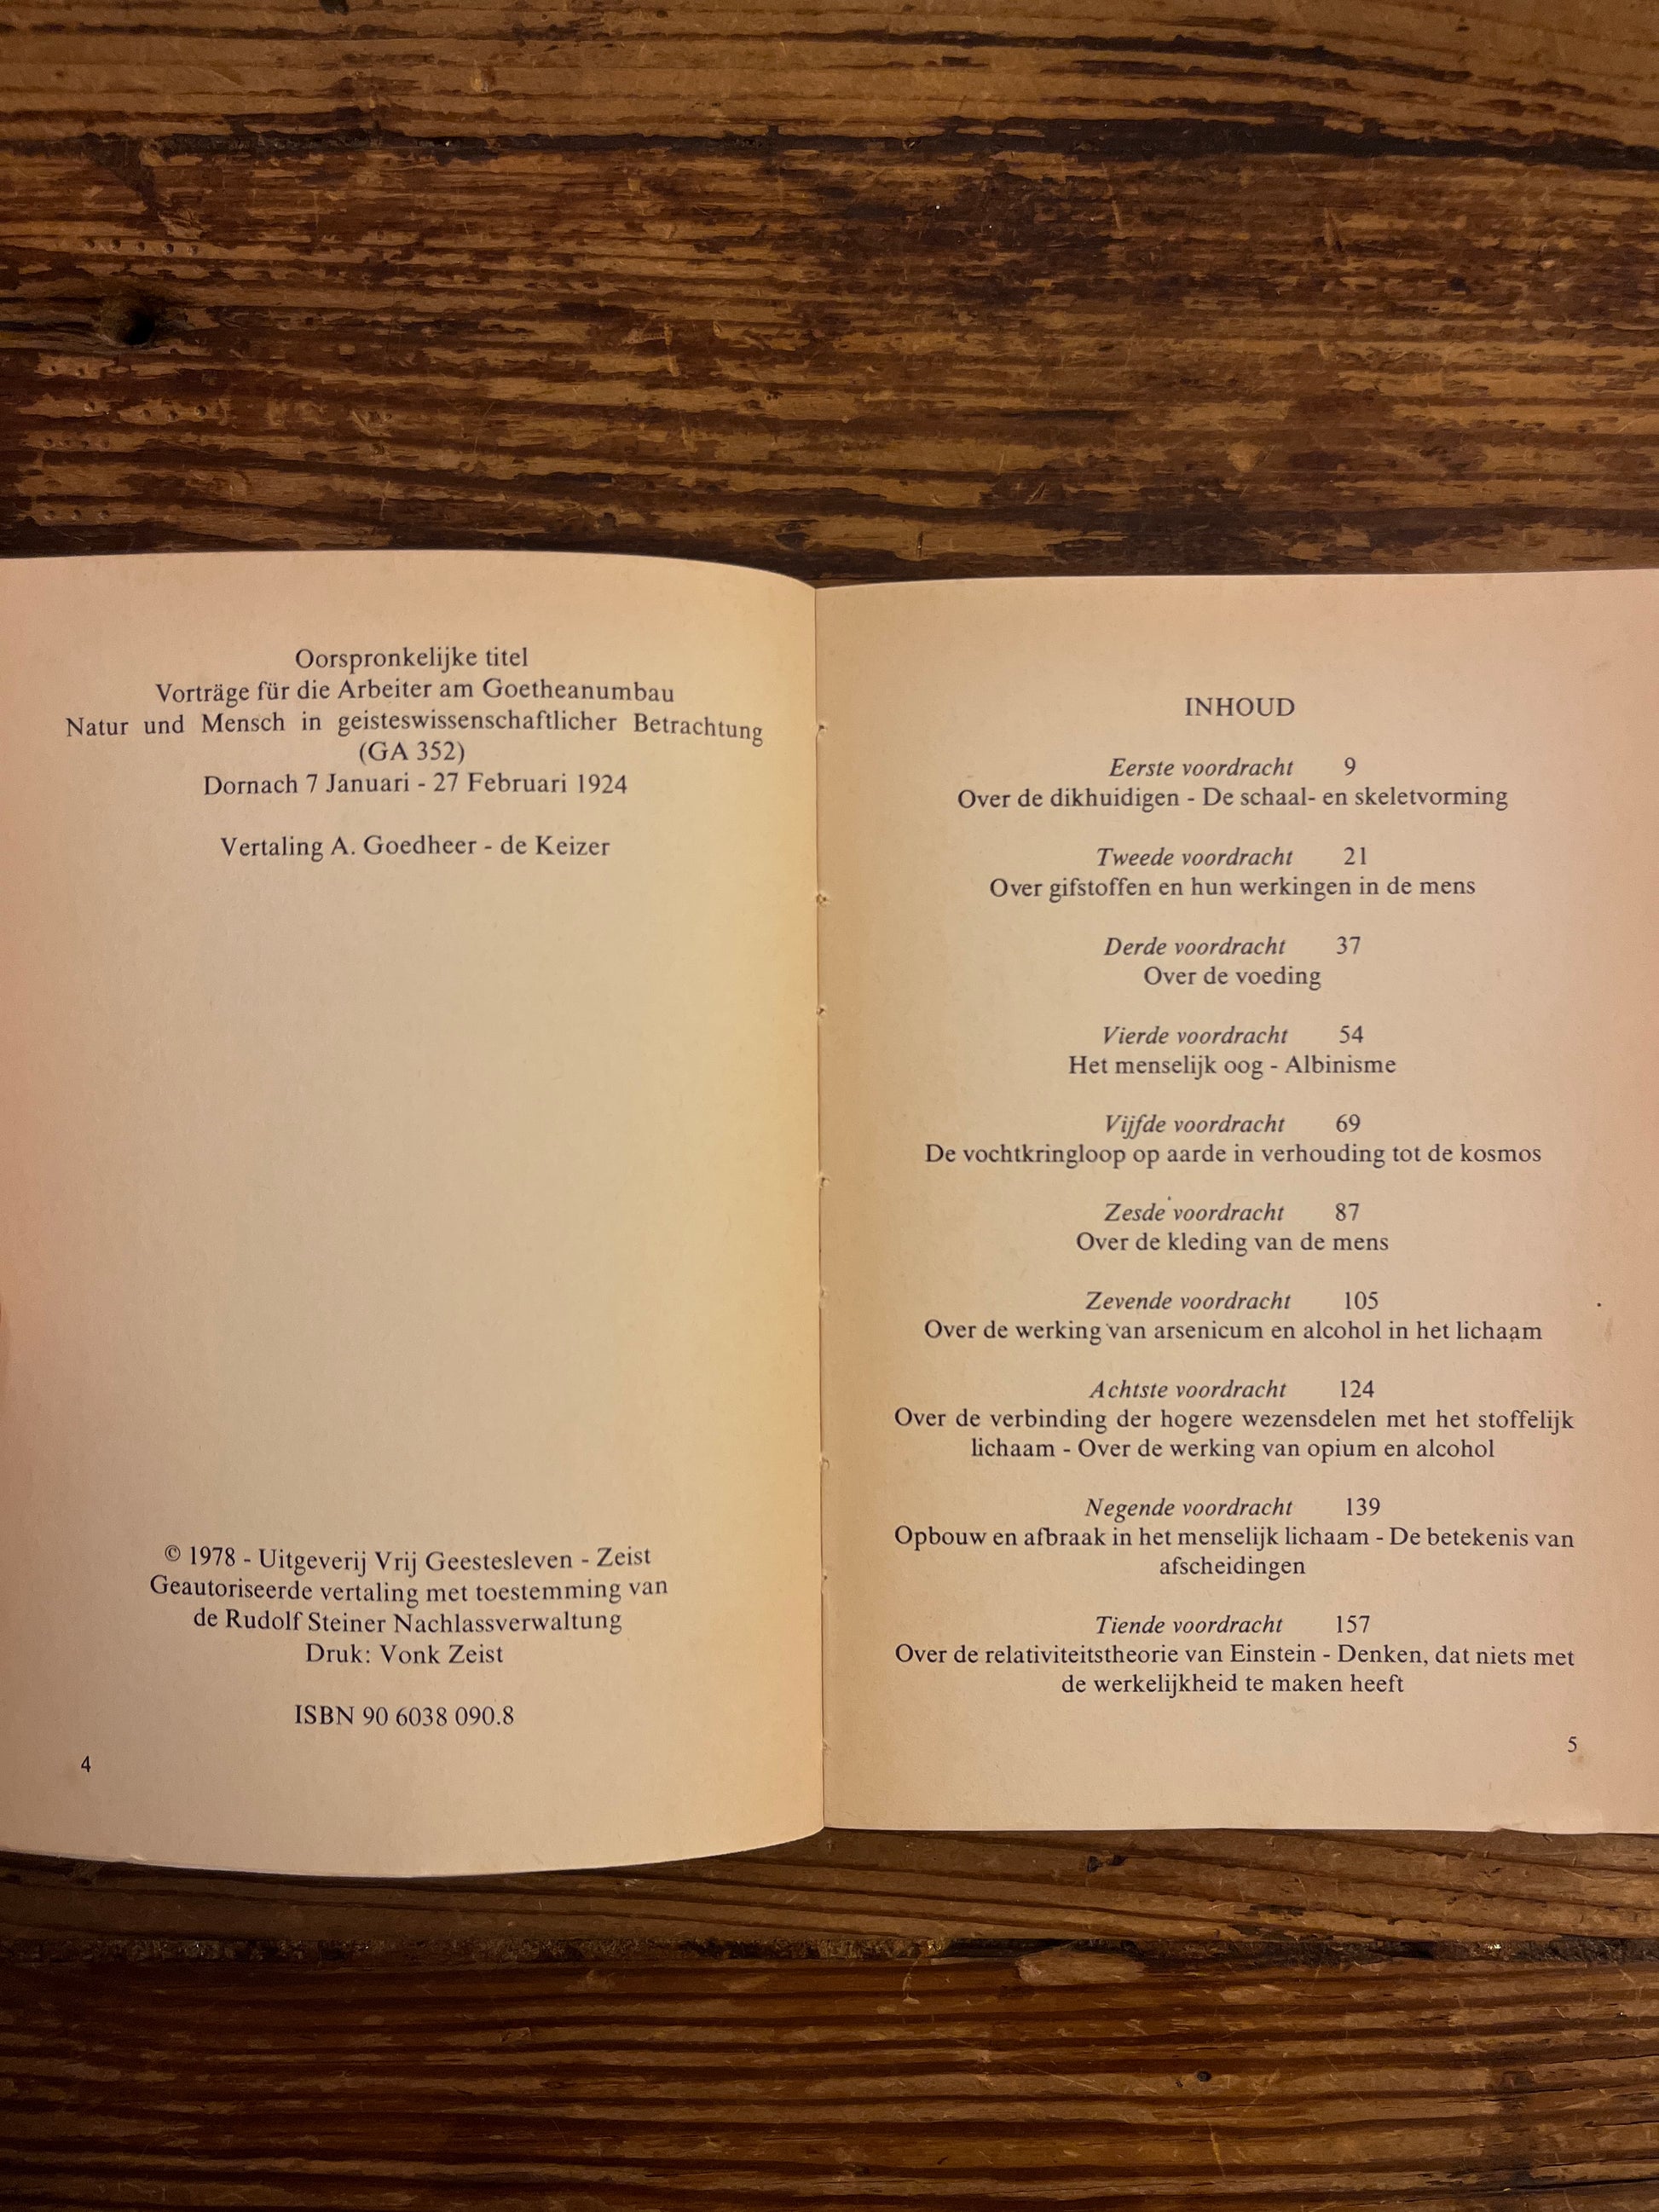 Oorspronkelijke titel
Vorträge für die Arbeiter am Goetheanumbau
Natur und Mensch in geisteswissenschaftlicher Betrachtung
(GA 352)
Dornach 7 Januari - 27 Februari 1924
Vertaling A. Goedheer - de Keizer
© 1978 - Uitgeverij Vrij Geestesleven - Zeist
Geautoriseerde vertaling met toestemming van
de Rudolf Steiner Nachlassverwaltung
Druk: Vonk Zeist
ISBN 90 6038 090.8
4
INHOUD
Eerste voordracht 9
Over de dikhuidigen - De schaal- en skeletvorming
Tweede voordracht 21
Over gifstoffen en hun werkingen in de mens
Derde voordracht 37
Over de voeding
Vierde voordracht 54
Het menselijk oog - Albinisme
Vijfde voordracht 69
De vochtkringloop op aarde in verhouding tot de kosmos
Zesde voordracht 87
Over de kleding van de mens
Zevende voordracht 105
Over de werking van arsenicum en alcohol in het lichaam
Achtste voordracht 124
Over de verbinding der hogere wezensdelen met het stoffelijk
lichaam - Over de werking van opium en alcohol
Negende voordracht 139
Opbouw en afbraak in het menselijk lichaam - De betekenis van
afscheidingen
Tiende voordracht 157
Over de relativiteitstheorie van Einstein - Denken, dat niets met
de werkelijkheid te maken heeft
5